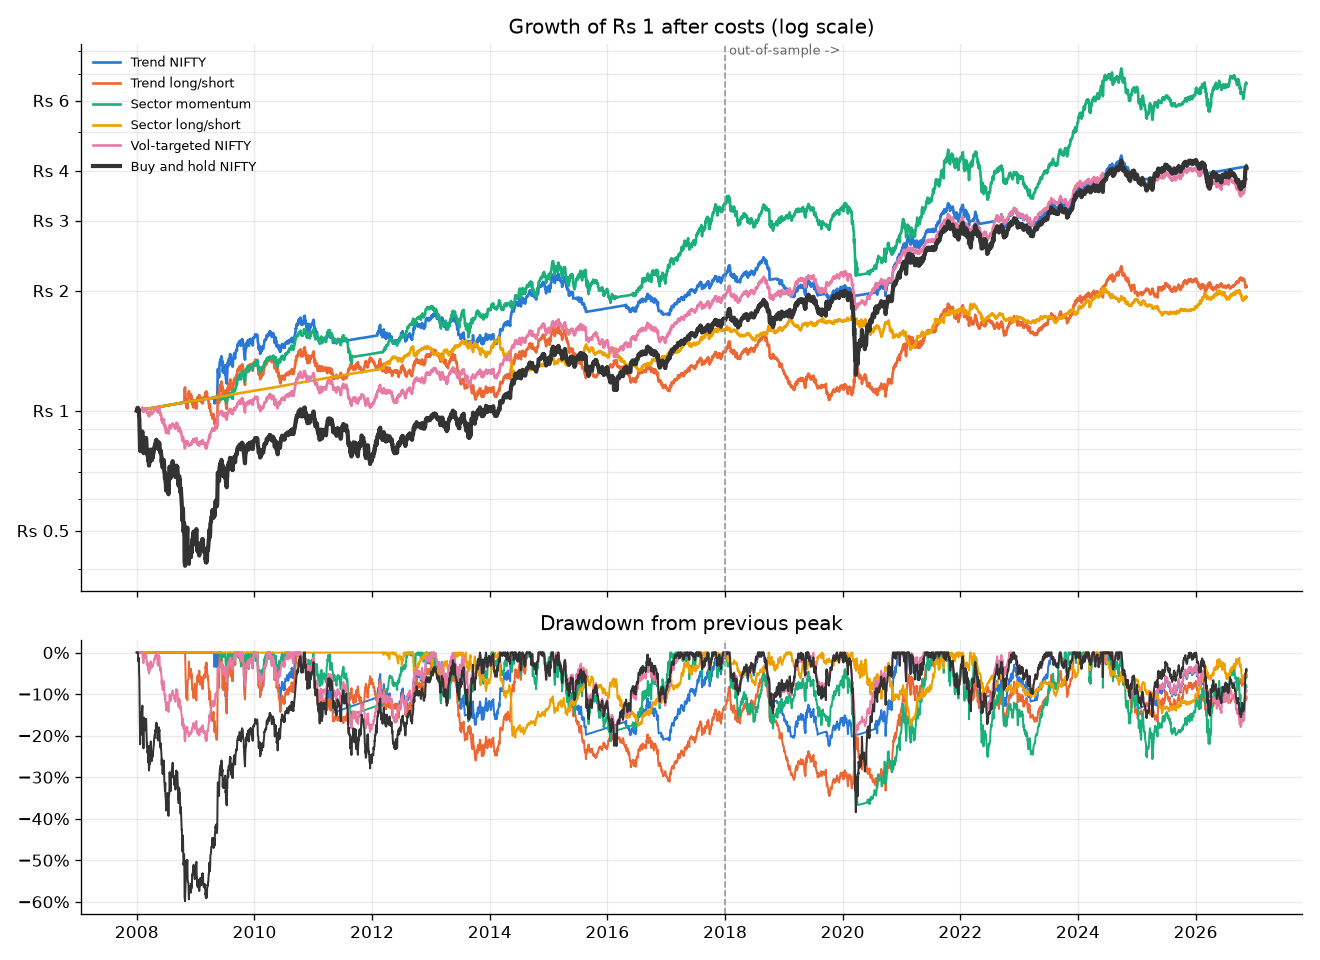 Growth of Rs 1 after costs (log scale)
out-of-sample ->
Trend NIFTY
Trend long/short
Sector momentum
Sector long/short
Vol-targeted NIFTY
Buy and hold NIFTY
Rs 6
Rs 4
Rs 3
Rs 2
Rs 1
Rs 0.5
Drawdown from previous peak
0%
−10%
−20%
−30%
−40%
−50%
−60%
2008 2010 2012 2014 2016 2018 2020 2022 2024 2026